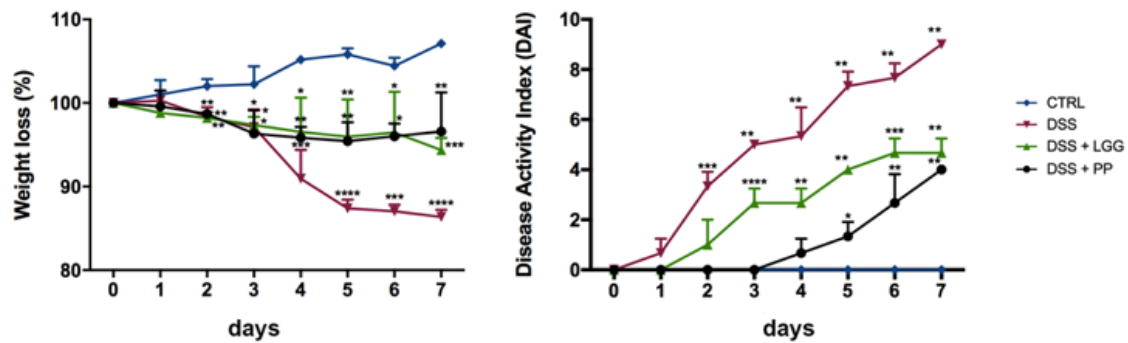 110
100
90
80
Weight loss (%)
0 1 2 3 4 5 6 7
days
** ** ** * * * * ** *** ** ** **** * * *** ** *** ****
10
8
6
4
2
0
Disease Activity Index (DAI)
0 1 2 3 4 5 6 7
days
*** ** ** ** ** **
**** ** ** *** **
* ** **
CTRL
DSS
DSS + LGG
DSS + PP